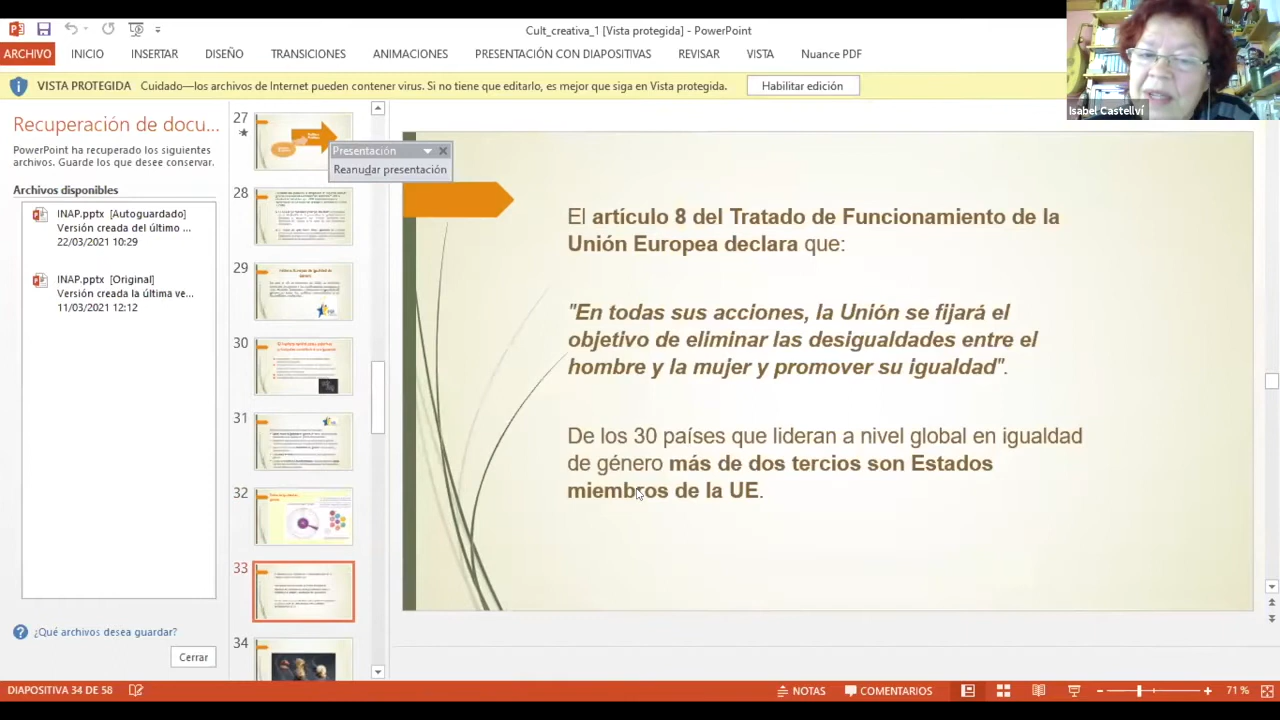 Cult_creativa_1 [Vista protegida] - PowerPoint
ARCHIVO INICIO INSERTAR DISEÑO TRANSICIONES ANIMACIONES PRESENTACIÓN CON DIAPOSITIVAS REVISAR VISTA Nuance PDF
VISTA PROTEGIDA Cuidado—los archivos de Internet pueden contener virus. Si no tiene que editarlo, es mejor que siga en Vista protegida. Habilitar edición
Isabel Castellví
Recuperación de docu...
PowerPoint ha recuperado los siguientes
archivos. Guarde los que desee conservar.
Archivos disponibles
INAP.pptx [Autoguardado]
Versión creada del último ...
22/03/2021 10:29
INAP.pptx [Original]
Versión creada la última ve...
11/03/2021 12:12
¿Qué archivos desea guardar?
Cerrar
27
28
29
30
31
32
33
34
Presentación
Reanudar presentación
El artículo 8 del Tratado de Funcionamiento de la
Unión Europea declara que:
"En todas sus acciones, la Unión se fijará el
objetivo de eliminar las desigualdades entre el
hombre y la mujer y promover su igualdad".
De los 30 países que lideran a nivel global en igualdad
de género más de dos tercios son Estados
miembros de la UE.
DIAPOSITIVA 34 DE 58 NOTAS COMENTARIOS 71 %